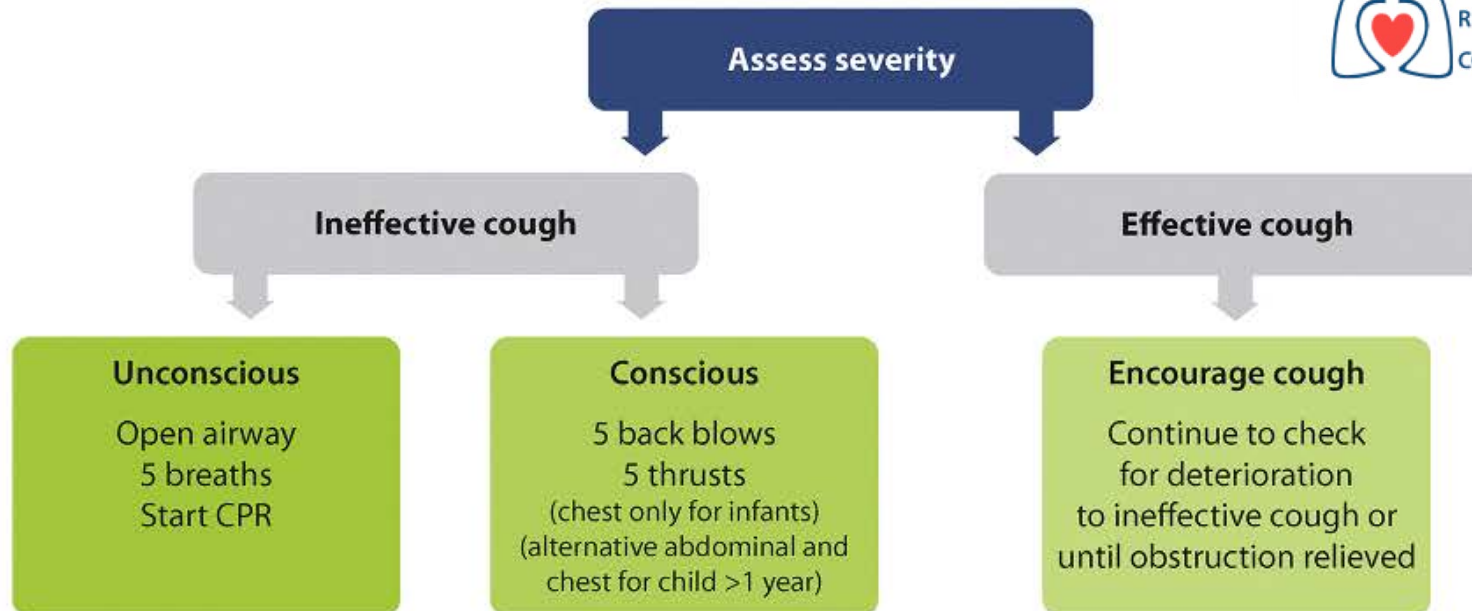 Assess severity
Ineffective cough
Effective cough
Unconscious
Open airway
5 breaths
Start CPR
Conscious
5 back blows
5 thrusts
(chest only for infants)
(alternative abdominal and
chest for child >1 year)
Encourage cough
Continue to check
for deterioration
to ineffective cough or
until obstruction relieved